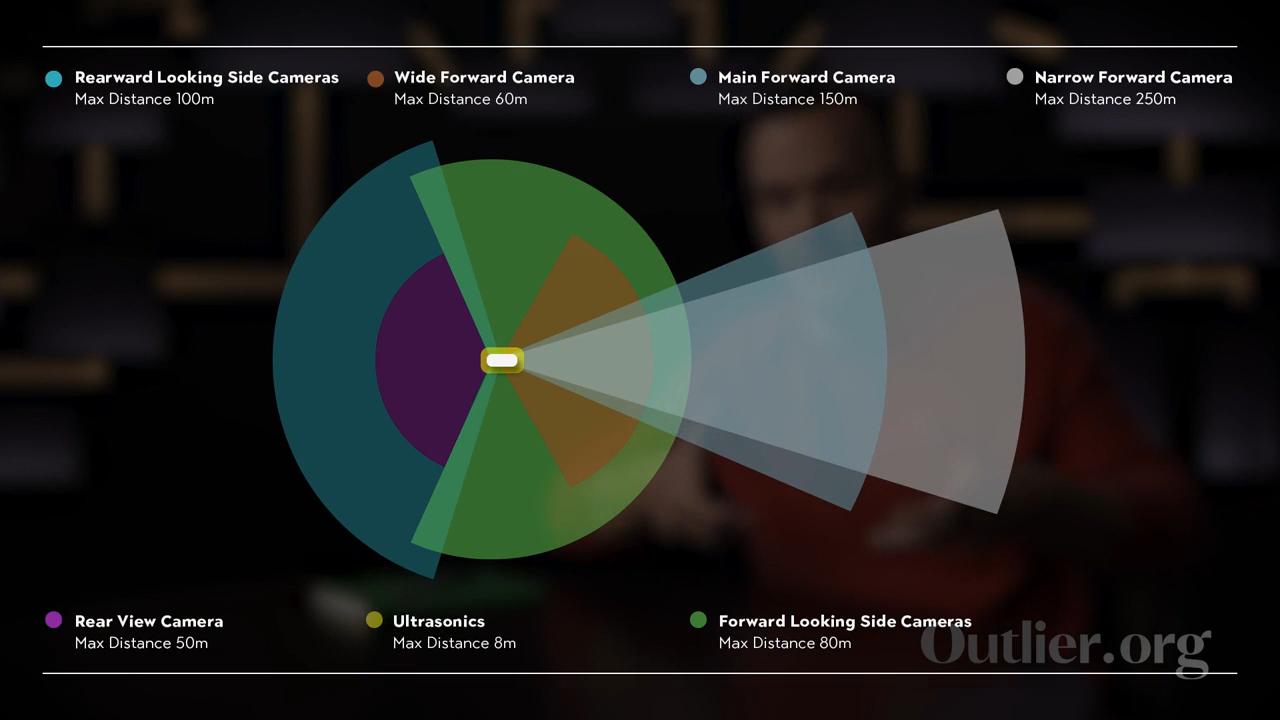 Rearward Looking Side Cameras
Max Distance 100m
Wide Forward Camera
Max Distance 60m
Main Forward Camera
Max Distance 150m
Narrow Forward Camera
Max Distance 250m
Rear View Camera
Max Distance 50m
Ultrasonics
Max Distance 8m
Forward Looking Side Cameras
Max Distance 80m
Outlier.org